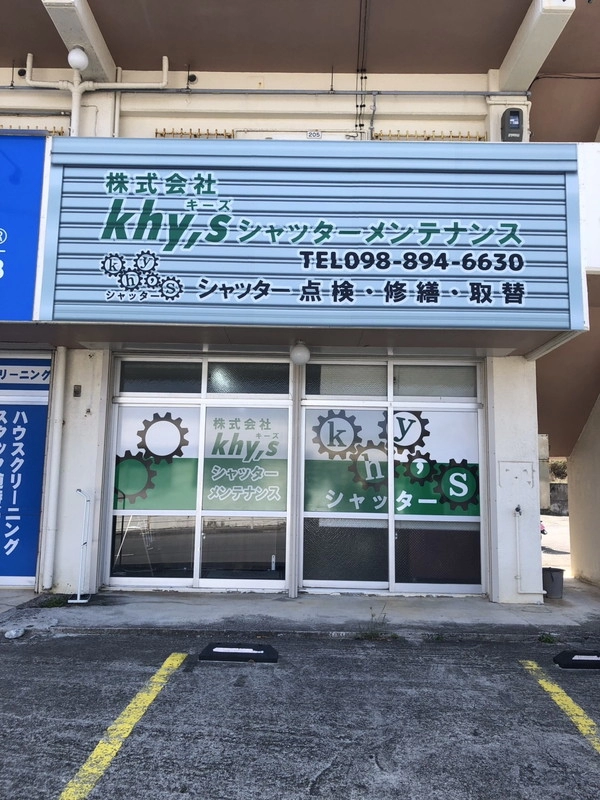 205
株式会社
キーズ
khy,s シャッターメンテナンス
TEL098-894-6630
khy,s
シャッター
シャッター点検・修繕・取替
®
リーニング
ハウスクリーニング
株式会社
キーズ
khy,s
シャッター
メンテナンス
khy,s
シャッター